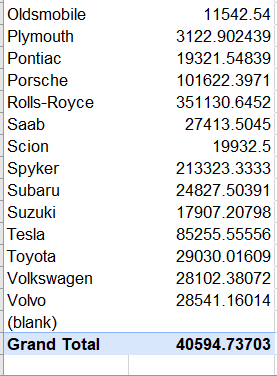 Oldsmobile 11542.54
Plymouth 3122.902439
Pontiac 19321.54839
Porsche 101622.3971
Rolls-Royce 351130.6452
Saab 27413.5045
Scion 19932.5
Spyker 213323.3333
Subaru 24827.50391
Suzuki 17907.20798
Tesla 85255.55556
Toyota 29030.01609
Volkswagen 28102.38072
Volvo 28541.16014
(blank)
Grand Total 40594.73703